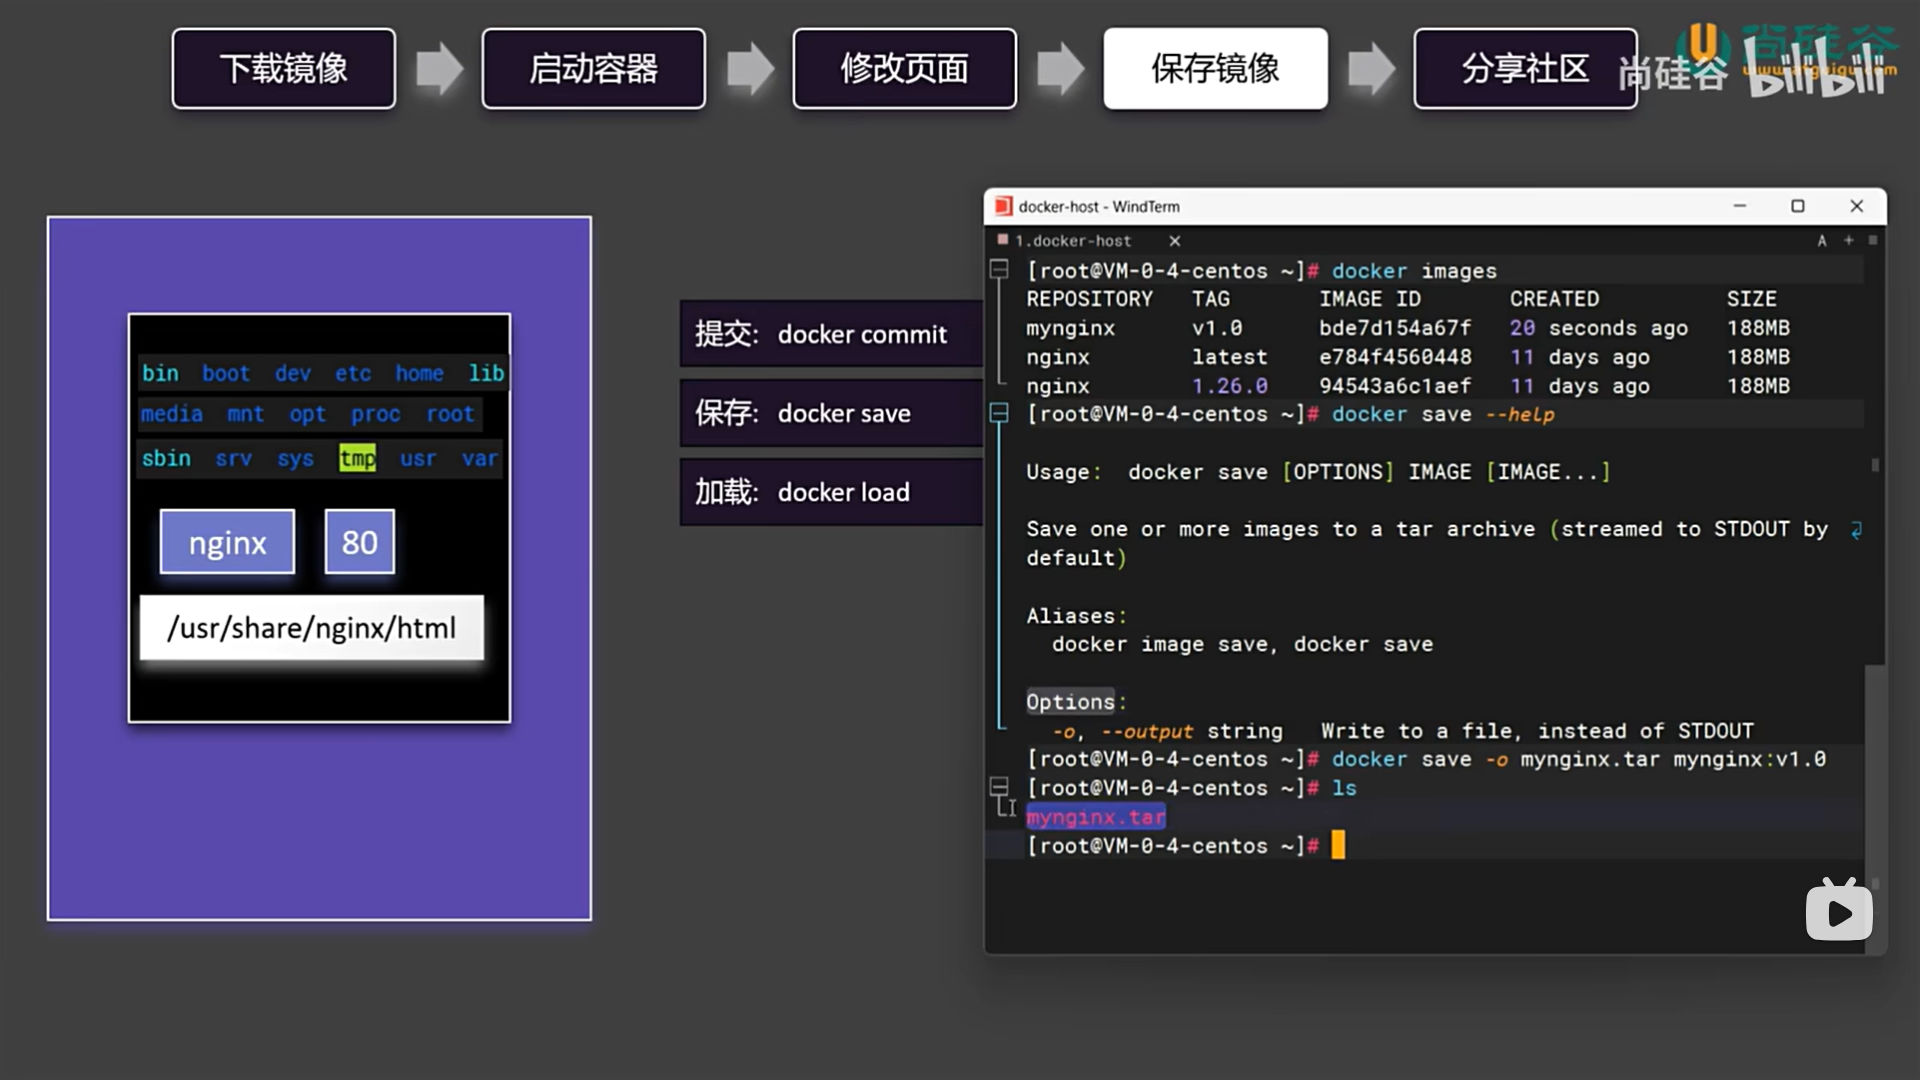 下载镜像
启动容器
修改页面
保存镜像
分享社区
尚硅谷
bilibili
bin boot dev etc home lib
media mnt opt proc root
sbin srv sys tmp usr var
nginx 80
/usr/share/nginx/html
提交: docker commit
保存: docker save
加载: docker load
docker-host - WindTerm
1.docker-host
A
[root@VM-0-4-centos ~]# docker images
REPOSITORY TAG IMAGE ID CREATED SIZE
mynginx v1.0 bde7d154a67f 20 seconds ago 188MB
nginx latest e784f4560448 11 days ago 188MB
nginx 1.26.0 94543a6c1aef 11 days ago 188MB
[root@VM-0-4-centos ~]# docker save --help
Usage: docker save [OPTIONS] IMAGE [IMAGE...]
Save one or more images to a tar archive (streamed to STDOUT by
default)
Aliases:
docker image save, docker save
Options:
-o, --output string Write to a file, instead of STDOUT
[root@VM-0-4-centos ~]# docker save -o mynginx.tar mynginx:v1.0
[root@VM-0-4-centos ~]# ls
mynginx.tar
[root@VM-0-4-centos ~]#